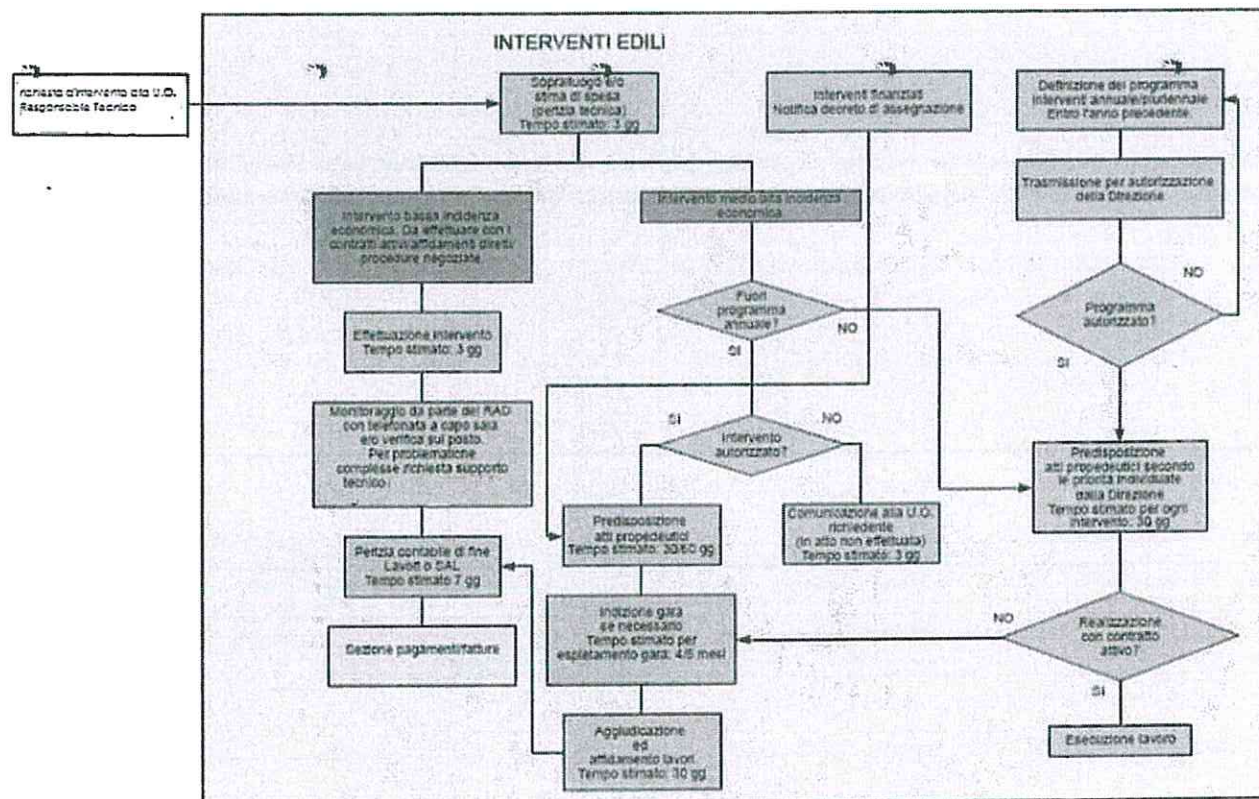 INTERVENTI EDILI
richiesta d'intervento alla U.O.
Responsabile Tecnico
Sopralluogo e/o
stima di spesa
(perizia tecnica)
Tempo stimato: 3 gg
Interventi finanziati
Notifica decreto di assegnazione
Definizione del programma
interventi annuale/pluriennale
Entro l'anno precedente.
Trasmissione per autorizzazione
della Direzione
Intervento bassa incidenza
economica. Da effettuare con i
contratti attivi/affidamenti diretti/
procedure negoziate
Intervento medio/alta incidenza
economica
Fuori
programma
annuale?
NO
SI
Programma
autorizzato?
NO
SI
Effettuazione intervento
Tempo stimato: 3 gg
Monitoraggio da parte del RAD
con telefonata a capo sala
e/o verifica sul posto.
Per problematiche
complesse richiesta supporto
tecnico
SI
NO
Intervento
autorizzato?
Predisposizione
atti propedeutici secondo
le priorità individuate
dalla Direzione
Tempo stimato per ogni
intervento: 30 gg
Predisposizione
atti propedeutici
Tempo stimato: 30/60 gg
Comunicazione alla U.O.
richiedente
(in atto non effettuata)
Tempo stimato: 3 gg
Perizia contabile di fine
Lavori o SAL
Tempo stimato 7 gg
Indizione gara
se necessario
Tempo stimato per
espletamento gara: 4/6 mesi
NO
Realizzazione
con contratto
attivo?
SI
Sezione pagamenti/fatture
Aggiudicazione
ed
affidamento lavori
Tempo stimato: 30 gg
Esecuzione lavoro